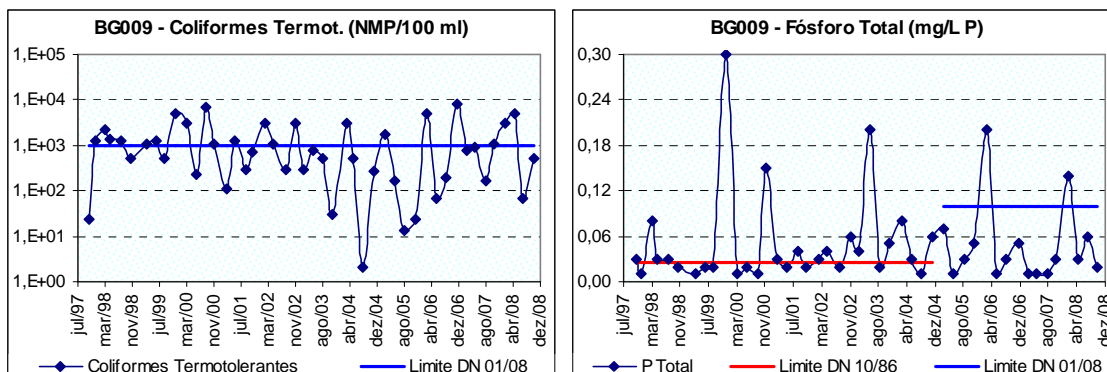 BG009 - Coliformes Termot. (NMP/100 ml)
1,E+05
1,E+04
1,E+03
1,E+02
1,E+01
1,E+00
jul/97
mar/98
nov/98
jul/99
mar/00
nov/00
jul/01
mar/02
nov/02
ago/03
abr/04
dez/04
ago/05
abr/06
dez/06
ago/07
abr/08
dez/08
Coliformes Termotolerantes
Limite DN 01/08
BG009 - Fósforo Total (mg/L P)
0,30
0,24
0,18
0,12
0,06
0,00
jul/97
mar/98
nov/98
jul/99
mar/00
nov/00
jul/01
mar/02
nov/02
ago/03
abr/04
dez/04
ago/05
abr/06
dez/06
ago/07
abr/08
dez/08
P Total
Limite DN 10/86
Limite DN 01/08